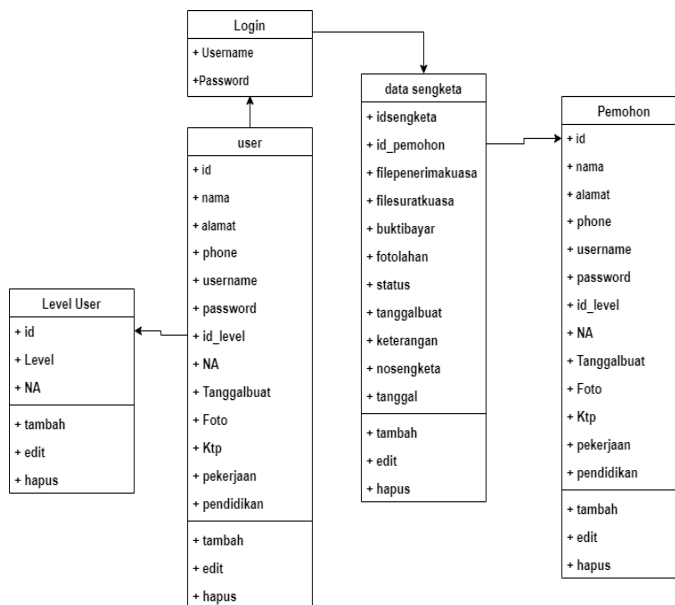 Login
+ Username
+Password
user
+ id
+ nama
+ alamat
+ phone
+ username
+ password
+ id_level
+ NA
+ Tanggalbuat
+ Foto
+ Ktp
+ pekerjaan
+ pendidikan
+ tambah
+ edit
+ hapus
Level User
+ id
+ Level
+ NA
+ tambah
+ edit
+ hapus
data sengketa
+ idsengketa
+ id_pemohon
+ filepenerimakuasa
+ filesuratkuasa
+ buktibayar
+ fotolahan
+ status
+ tanggalbuat
+ keterangan
+ nosengketa
+ tanggal
+ tambah
+ edit
+ hapus
Pemohon
+ id
+ nama
+ alamat
+ phone
+ username
+ password
+ id_level
+ NA
+ Tanggalbuat
+ Foto
+ Ktp
+ pekerjaan
+ pendidikan
+ tambah
+ edit
+ hapus